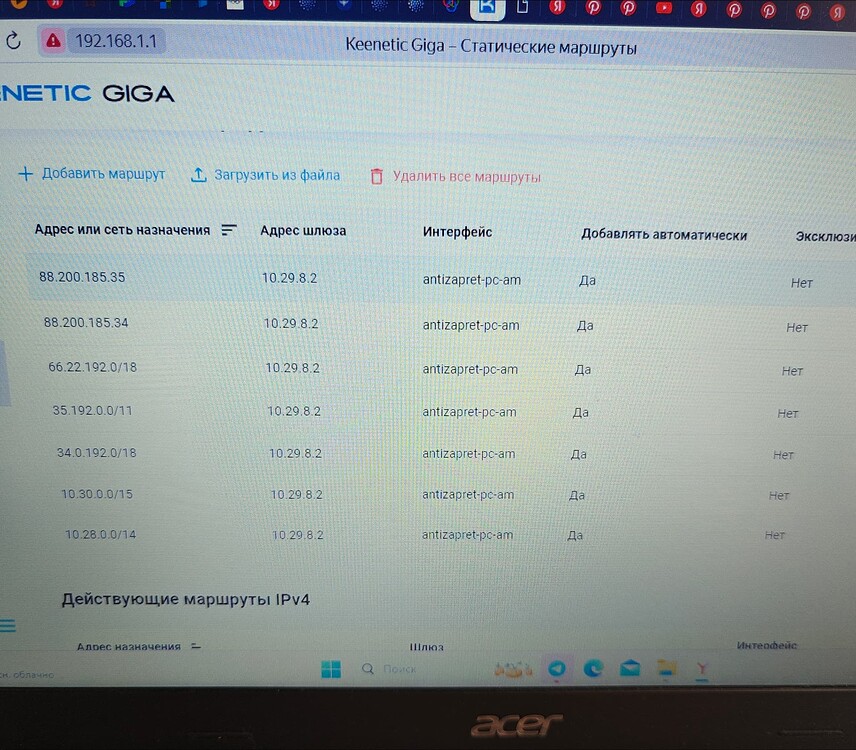 192.168.1.1 Keenetic Giga – Статические маршруты
NETIC GIGA
Добавить маршрут Загрузить из файла Удалить все маршруты
Адрес или сеть назначения Адрес шлюза Интерфейс Добавлять автоматически Эксклюзи
88.200.185.35 10.29.8.2 antizapret-pc-am Да Нет
88.200.185.34 10.29.8.2 antizapret-pc-am Да Нет
66.22.192.0/18 10.29.8.2 antizapret-pc-am Да Нет
35.192.0.0/11 10.29.8.2 antizapret-pc-am Да Нет
34.0.192.0/18 10.29.8.2 antizapret-pc-am Да Нет
10.30.0.0/15 10.29.8.2 antizapret-pc-am Да Нет
10.28.0.0/14 10.29.8.2 antizapret-pc-am Да Нет
Действующие маршруты IPv4
Адрес назначения Шлюз Интерфейс
облачно Поиск
acer